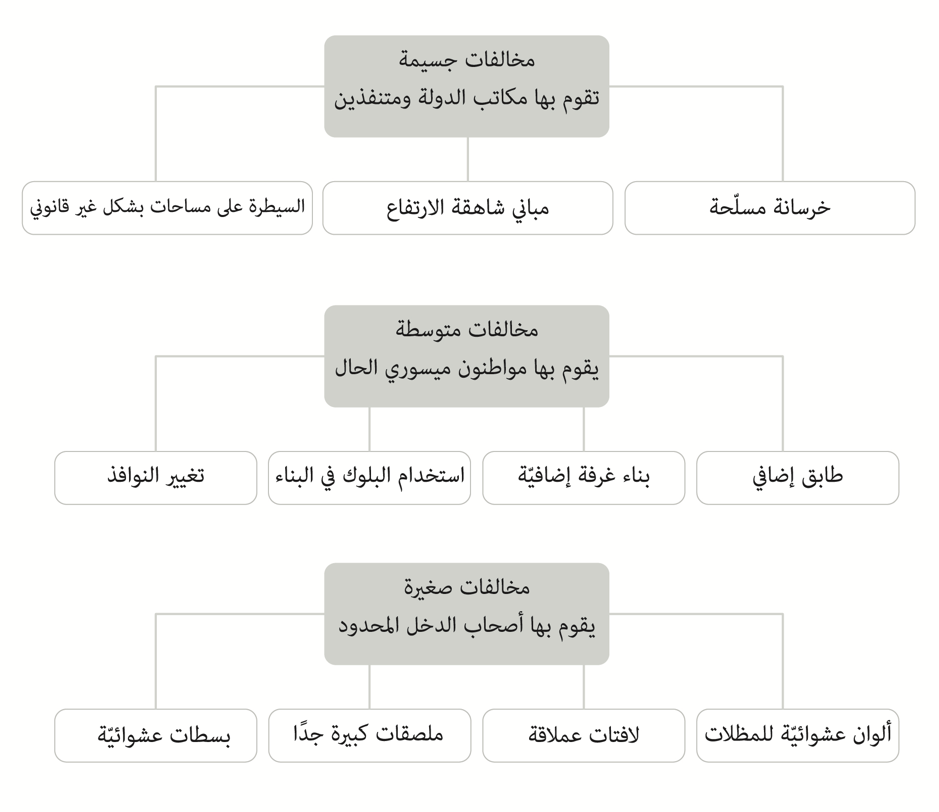 مخالفات جسيمة
تقوم بها مكاتب الدولة ومتنفذين
خرسانة مسلّحة
مباني شاهقة الارتفاع
السيطرة على مساحات بشكل غير قانوني
مخالفات متوسطة
يقوم بها مواطنون ميسوري الحال
طابق إضافي
بناء غرفة إضافيّة
استخدام البلوك في البناء
تغيير النوافذ
مخالفات صغيرة
يقوم بها أصحاب الدخل المحدود
ألوان عشوائيّة للمظلات
لافتات عملاقة
ملصقات كبيرة جدًا
بسطات عشوائيّة